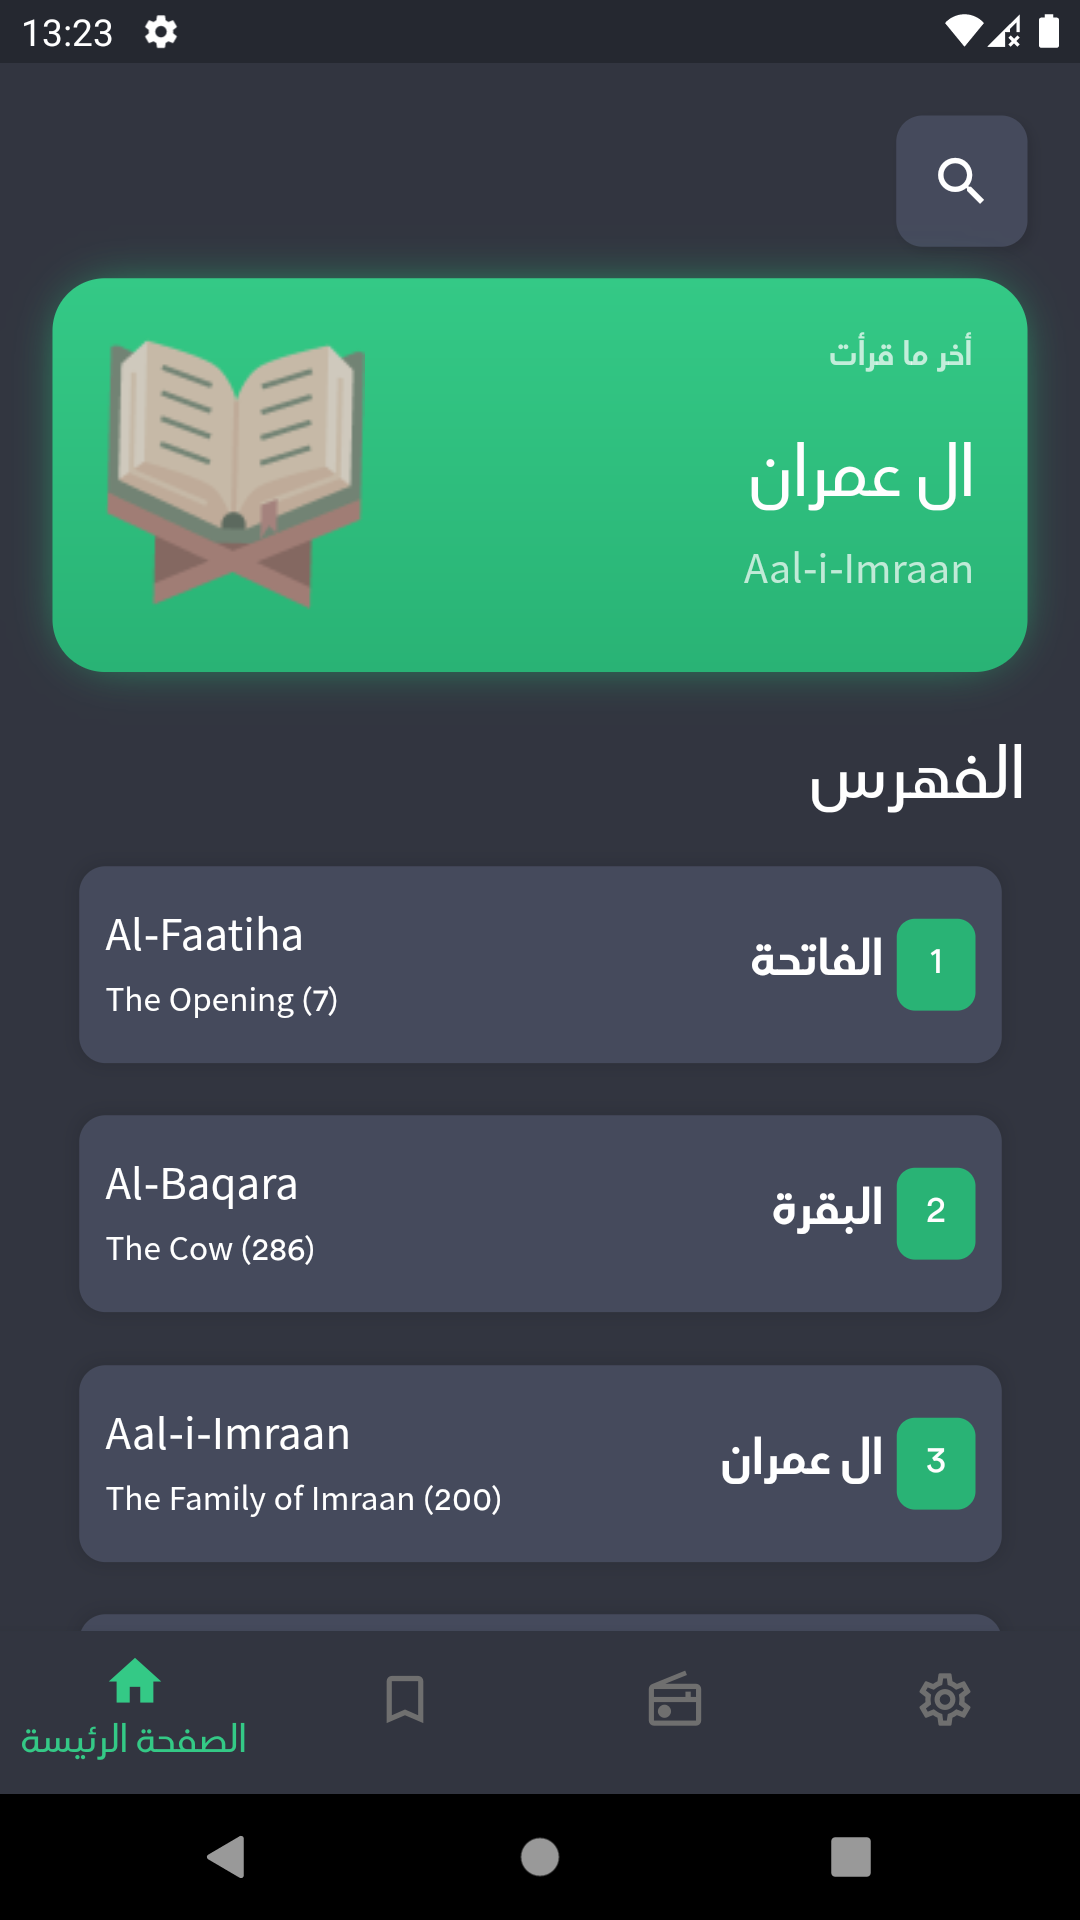 13:23
أخر ما قرأت
ال عمران
Aal-i-Imraan
الفهرس
Al-Faatiha
The Opening (7)
الفاتحة
1
Al-Baqara
The Cow (286)
البقرة
2
Aal-i-Imraan
The Family of Imraan (200)
ال عمران
3
الصفحة الرئيسة